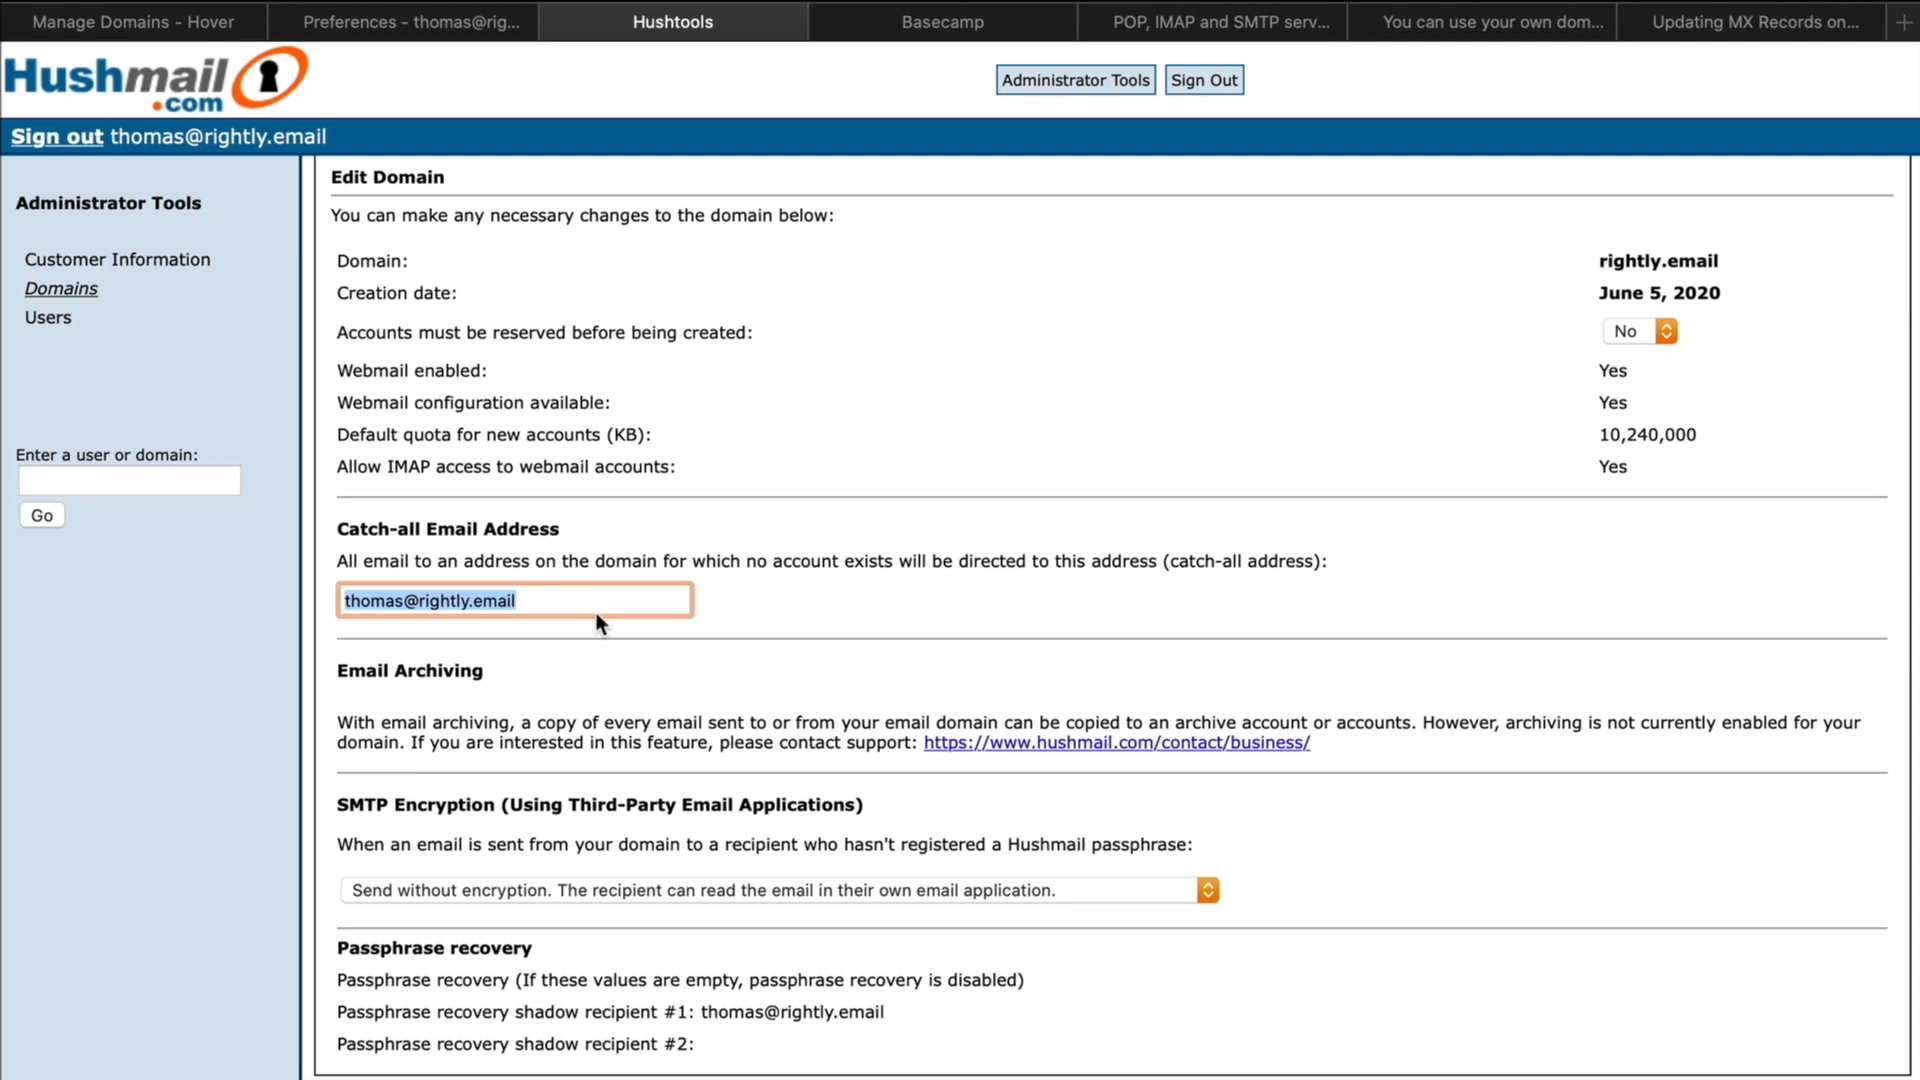 Manage Domains - Hover
Preferences - thomas@rig...
Hushtools
Basecamp
POP, IMAP and SMTP serv...
You can use your own dom...
Updating MX Records on...
Hushmail
.com
Administrator Tools
Sign Out
Sign out thomas@rightly.email
Administrator Tools
Customer Information
Domains
Users
Enter a user or domain:
Go
Edit Domain
You can make any necessary changes to the domain below:
Domain: rightly.email
Creation date: June 5, 2020
Accounts must be reserved before being created: No
Webmail enabled: Yes
Webmail configuration available: Yes
Default quota for new accounts (KB): 10,240,000
Allow IMAP access to webmail accounts: Yes
Catch-all Email Address
All email to an address on the domain for which no account exists will be directed to this address (catch-all address):
thomas@rightly.email
Email Archiving
With email archiving, a copy of every email sent to or from your email domain can be copied to an archive account or accounts. However, archiving is not currently enabled for your
domain. If you are interested in this feature, please contact support: https://www.hushmail.com/contact/business/
SMTP Encryption (Using Third-Party Email Applications)
When an email is sent from your domain to a recipient who hasn't registered a Hushmail passphrase:
Send without encryption. The recipient can read the email in their own email application.
Passphrase recovery
Passphrase recovery (If these values are empty, passphrase recovery is disabled)
Passphrase recovery shadow recipient #1: thomas@rightly.email
Passphrase recovery shadow recipient #2: